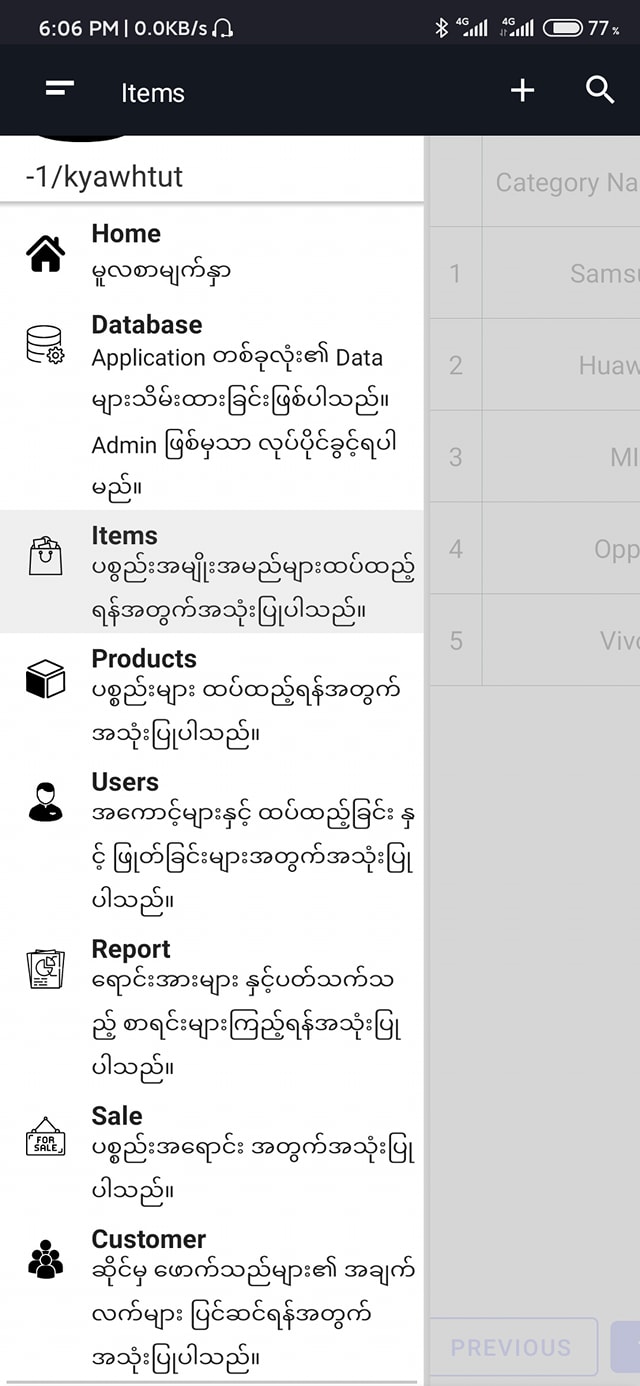 6:06 PM | 0.0KB/s
4G 4G 77%
Items
-1/kyawhtut
Home
မူလစာမျက်နှာ
Database
Application တစ်ခုလုံး၏ Data
များသိမ်းထားခြင်းဖြစ်ပါသည်။
Admin ဖြစ်မှသာ လုပ်ပိုင်ခွင့်ရပါ
မည်။
Items
ပစ္စည်းအမျိုးအမည်များထပ်ထည့်
ရန်အတွက်အသုံးပြုပါသည်။
Products
ပစ္စည်းများ ထပ်ထည့်ရန်အတွက်
အသုံးပြုပါသည်။
Users
အကောင့်များနှင့် ထပ်ထည့်ခြင်း နှ
င့် ဖြုတ်ခြင်းများအတွက်အသုံးပြု
ပါသည်။
Report
ရောင်းအားများ နှင့်ပတ်သက်သ
ည့် စာရင်းများကြည့်ရန်အသုံးပြု
ပါသည်။
FOR
SALE
Sale
ပစ္စည်းအရောင်း အတွက်အသုံးပြု
ပါသည်။
Customer
ဆိုင်မှ ဖောက်သည်များ၏ အချက်
လက်များ ပြင်ဆင်ရန်အတွက်
အသုံးပြုပါသည်။
Category Na
1 Samsu
2 Huaw
3 MI
4 Opp
5 Vivo
PREVIOUS